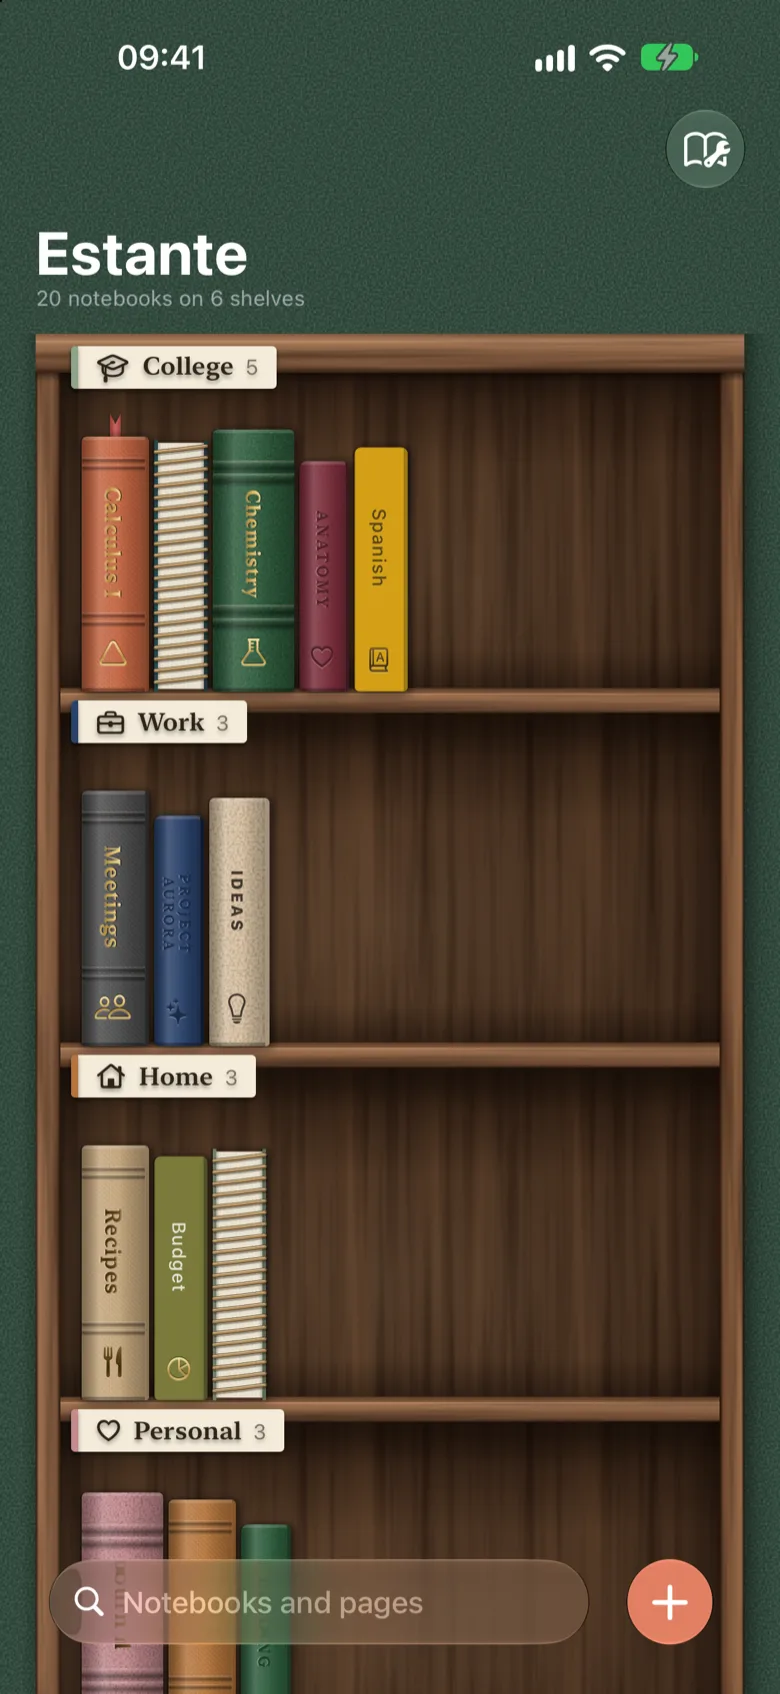 09:41
Estante
20 notebooks on 6 shelves
College 5
Calculus I
Chemistry
ANATOMY
Spanish
A
Work 3
Meetings
PROJECT
AURORA
IDEAS
Home 3
Recipes
Budget
Personal 3
Notebooks and pages